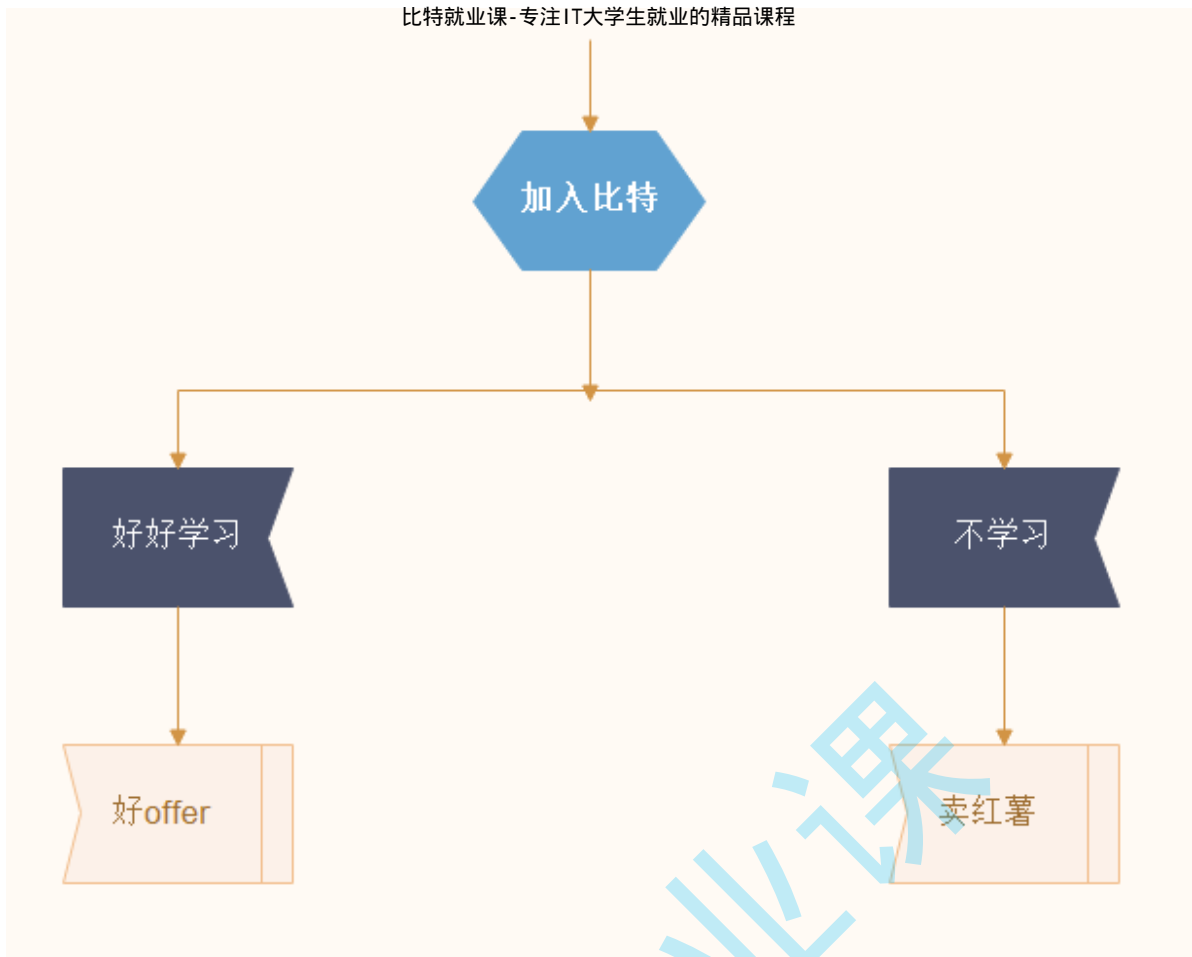 比特就业课-专注IT大学生就业的精品课程
加入比特
好好学习
不学习
好offer
卖红薯
业课